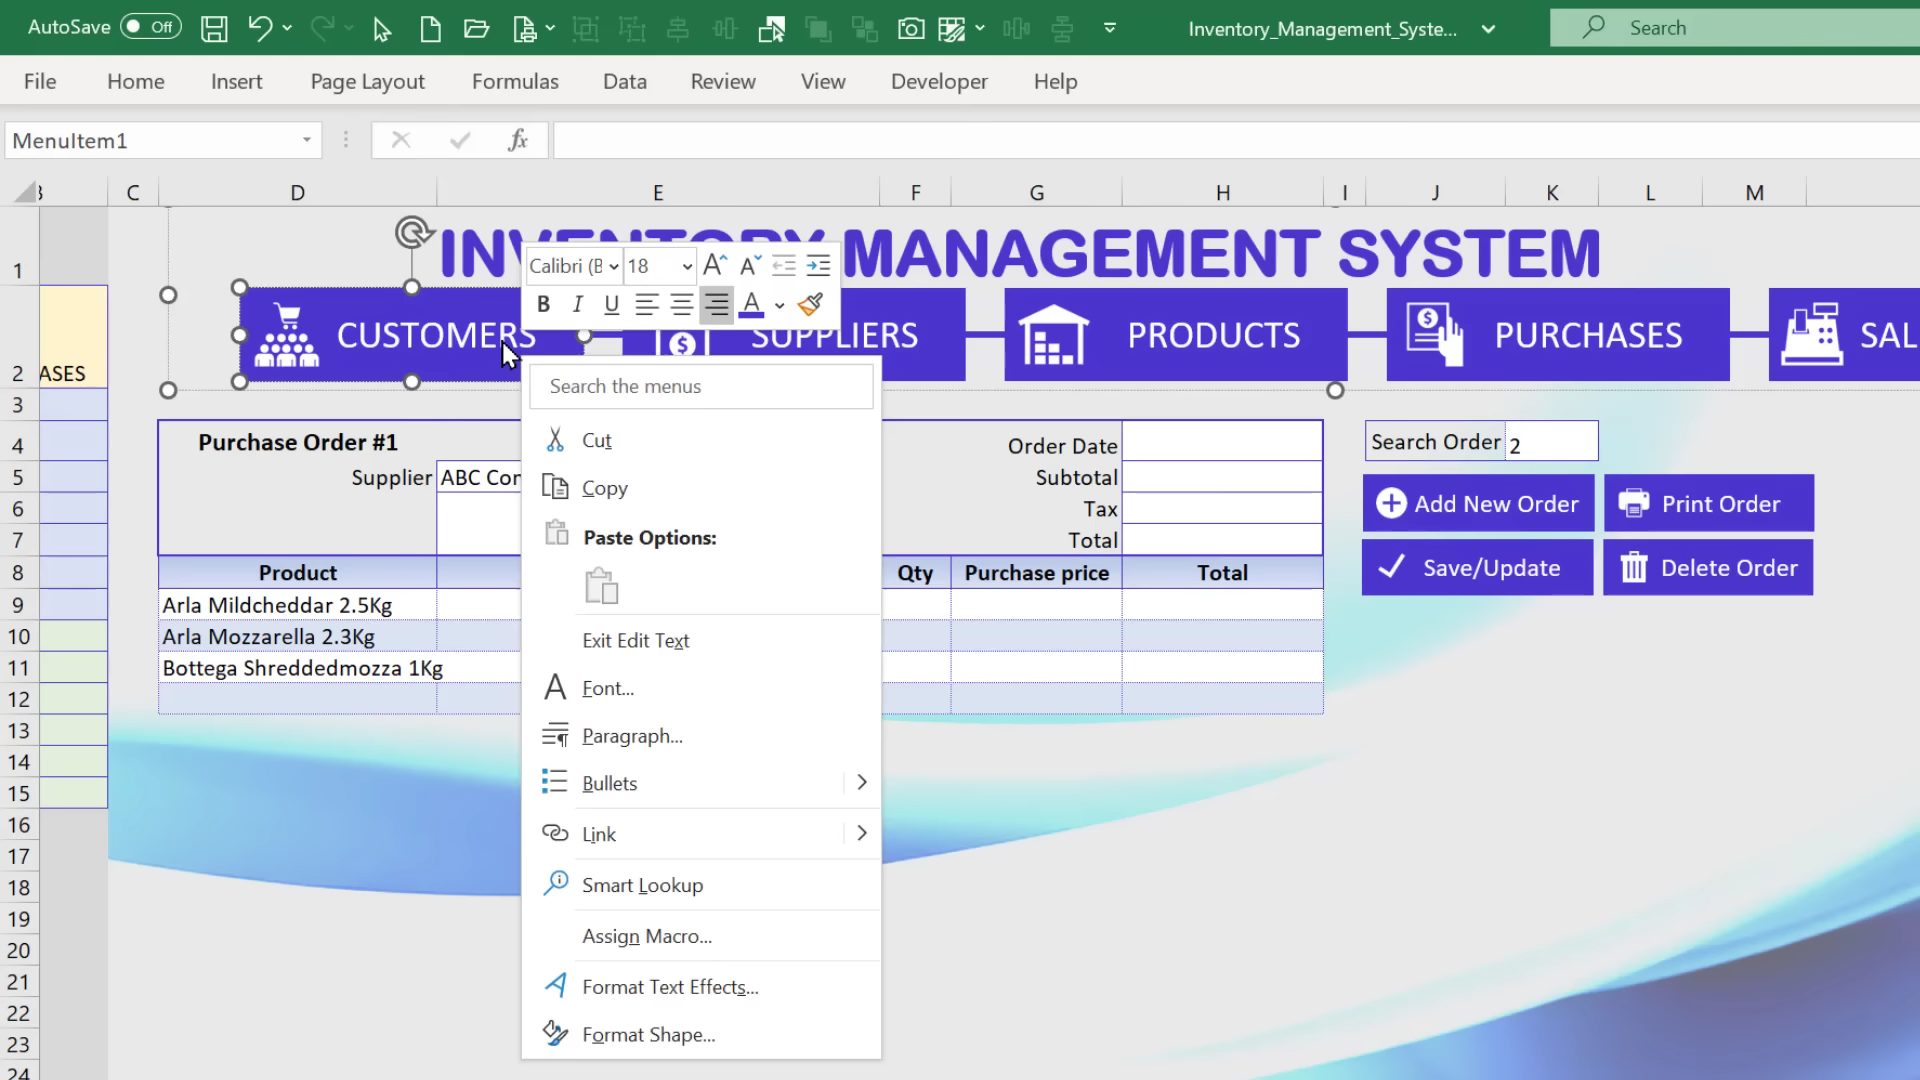 AutoSave Off Inventory_Management_Syste... Search
File Home Insert Page Layout Formulas Data Review View Developer Help
MenuItem1 fx
C D E F G H I J K L M
1 INVENTORY MANAGEMENT SYSTEM
Calibri (B 18 A A
B I U A
2 ASES CUSTOMERS SUPPLIERS PRODUCTS PURCHASES SAL
3
4 Purchase Order #1 Order Date Search Order 2
5 Supplier ABC Con Subtotal
6 Tax
7 Total
Add New Order Print Order
Save/Update Delete Order
8 Product Qty Purchase price Total
9 Arla Mildcheddar 2.5Kg
10 Arla Mozzarella 2.3Kg
11 Bottega Shreddedmozza 1Kg
12
13
14
15
16
17
18
19
20
21
22
23
24
Search the menus
Cut
Copy
Paste Options:
Exit Edit Text
Font...
Paragraph...
Bullets
Link
Smart Lookup
Assign Macro...
Format Text Effects...
Format Shape...